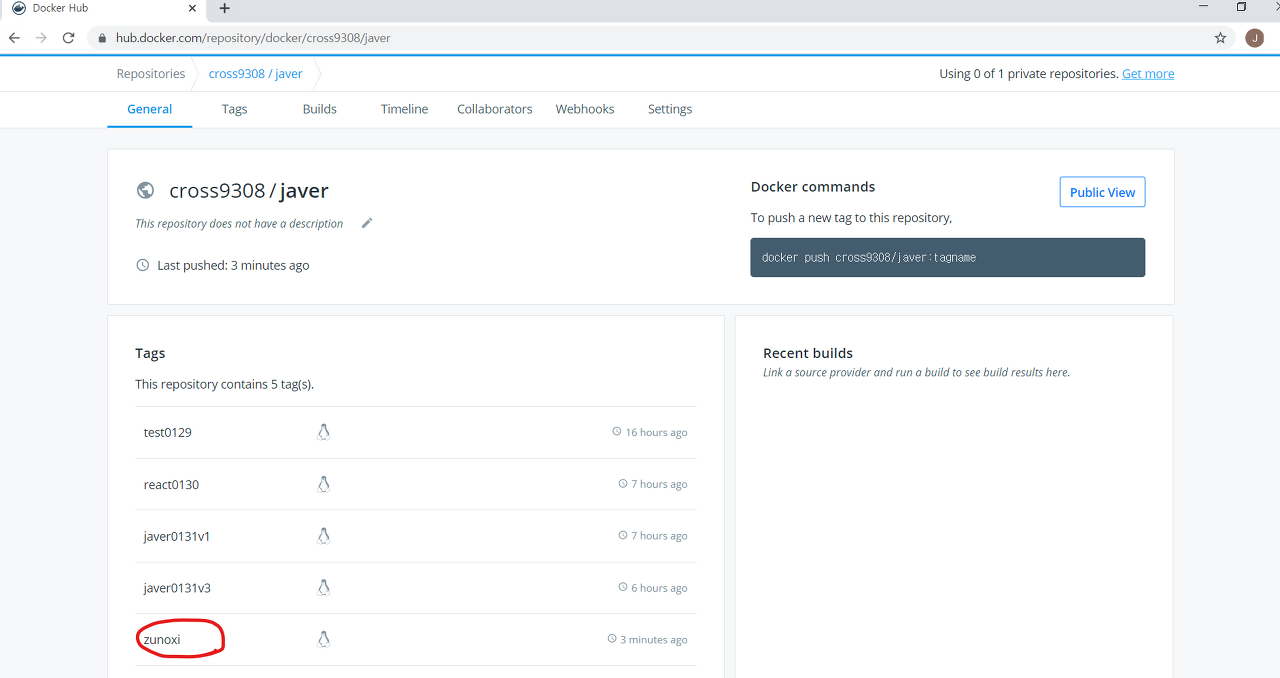 Docker Hub
hub.docker.com/repository/docker/cross9308/javer
J
Repositories cross9308 / javer Using 0 of 1 private repositories. Get more
General Tags Builds Timeline Collaborators Webhooks Settings
cross9308 / javer
This repository does not have a description
Last pushed: 3 minutes ago
Docker commands
Public View
To push a new tag to this repository,
docker push cross9308/javer:tagname
Tags
This repository contains 5 tag(s).
test0129 16 hours ago
react0130 7 hours ago
javer0131v1 7 hours ago
javer0131v3 6 hours ago
zunoxi 3 minutes ago
Recent builds
Link a source provider and run a build to see build results here.